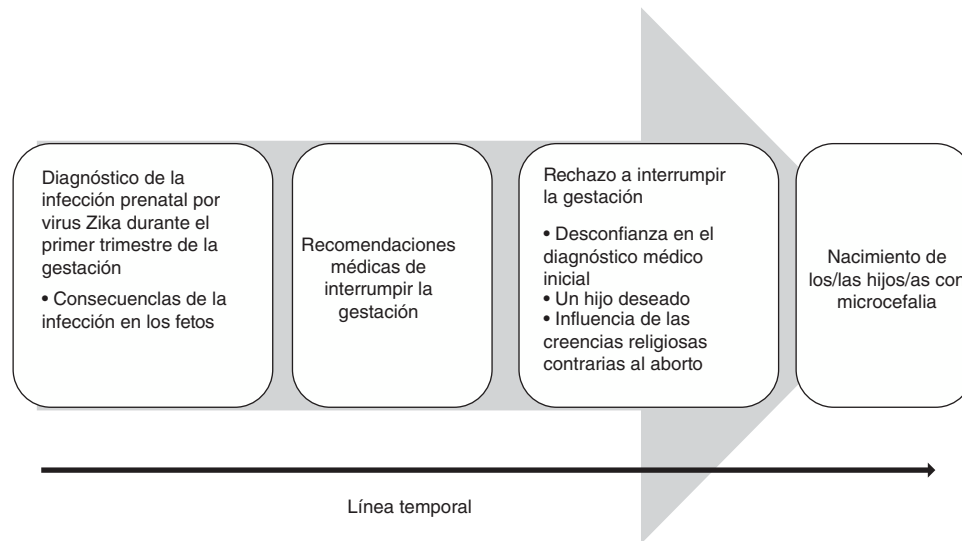 Diagnóstico de la
infección prenatal por
virus Zika durante el
primer trimestre de la
gestación
• Consecuenclas de la
infección en los fetos
Recomendaciones
médicas de
interrumpir la
gestación
Rechazo a interrumpir
la gestación
• Desconfianza en el
diagnóstico médico
inicial
• Un hijo deseado
• Influencia de las
creencias religiosas
contrarias al aborto
Nacimiento de
los/las hijos/as con
microcefalia
Línea temporal